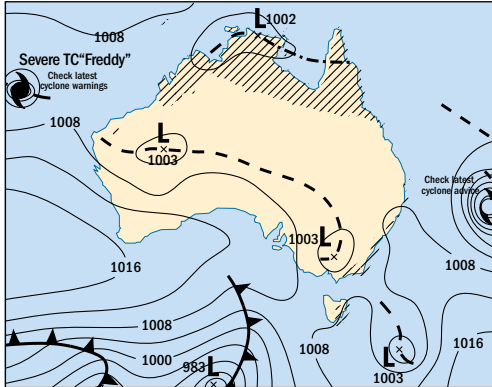 1008
L 1002
Severe TC“Freddy”
Check latest
cyclone warnings
1008
L
1003
Check latest
cyclone advice
1003 L
1008
1016
1008
1016
1008
1000
983 L
L
1003